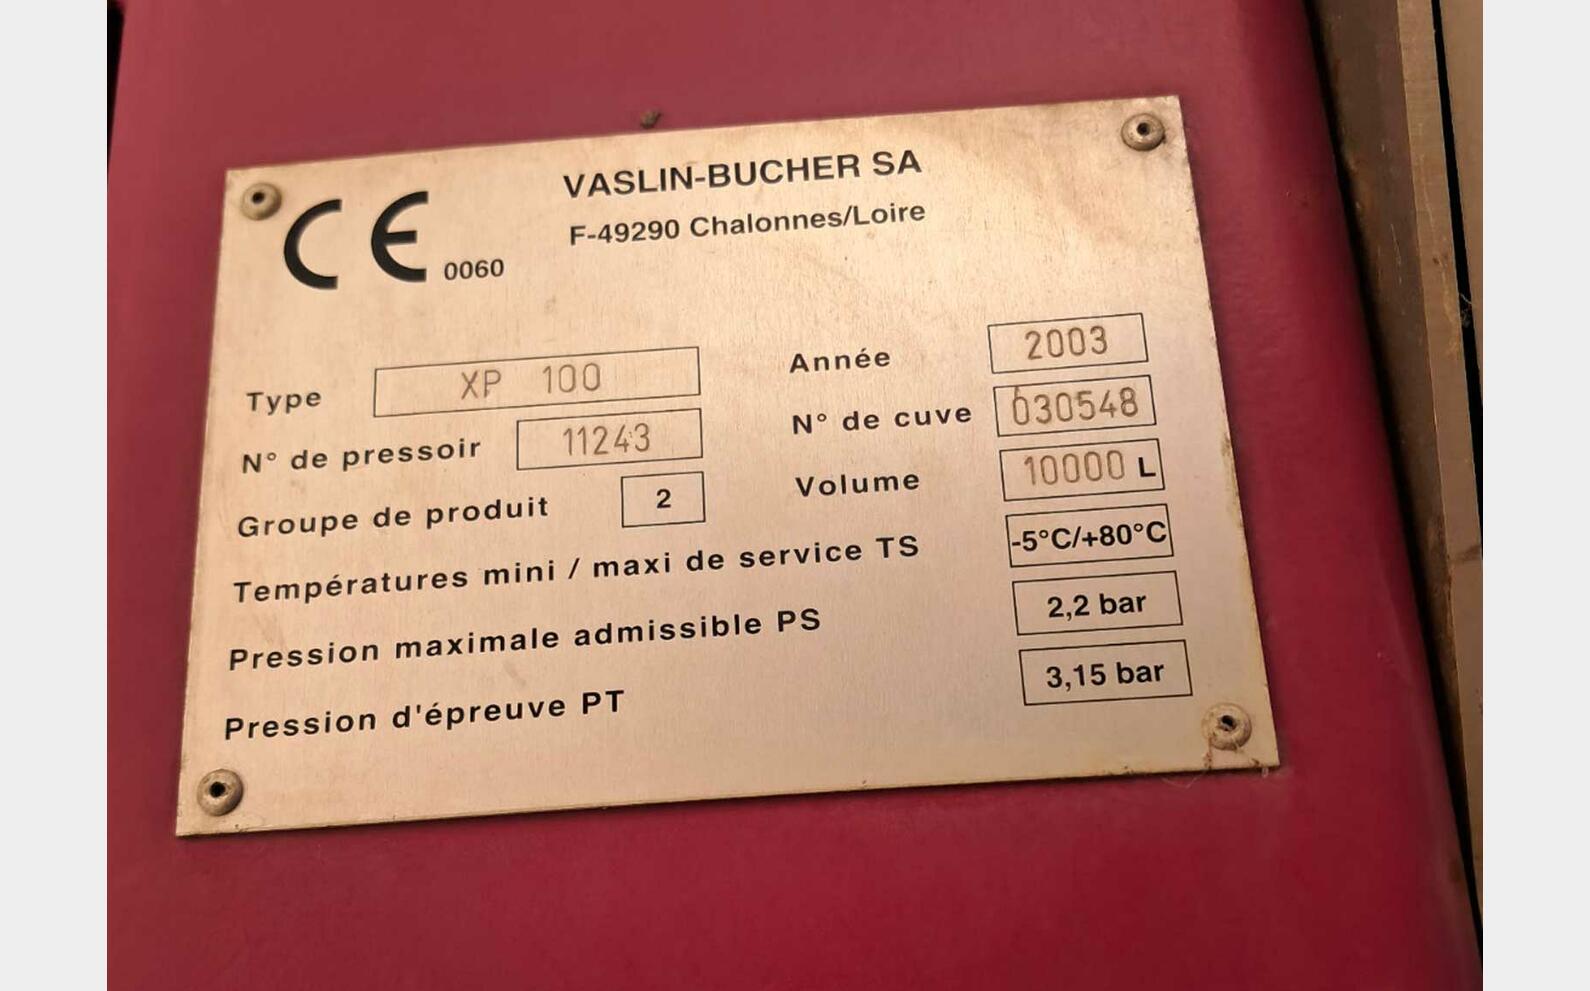 CE 0060
VASLIN-BUCHER SA
F-49290 Chalonnes/Loire
Type XP 100
Année 2003
N° de pressoir 11243
N° de cuve 030548
Groupe de produit 2
Volume 10000 L
Températures mini / maxi de service TS -5°C/+80°C
Pression maximale admissible PS 2,2 bar
Pression d'épreuve PT 3,15 bar